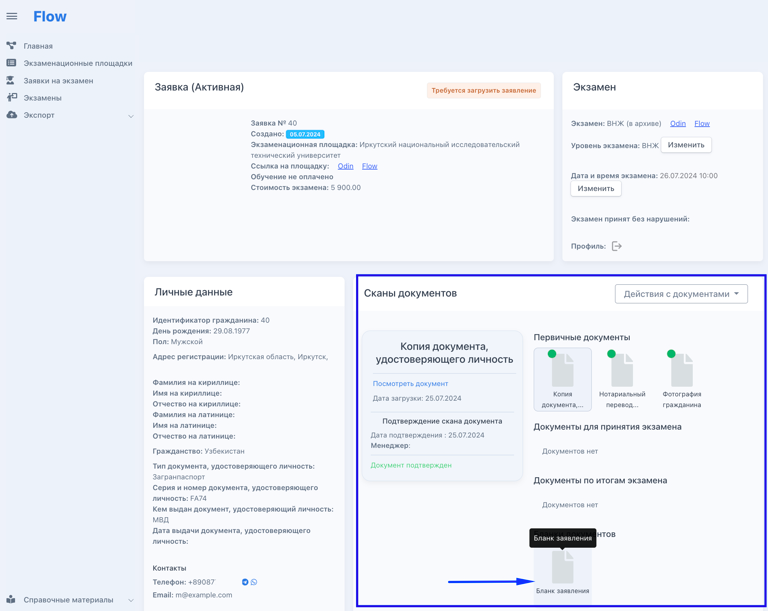 Flow
Главная
Экзаменационные площадки
Заявки на экзамен
Экзамены
Экспорт
Справочные материалы
Заявка (Активная)
Требуется загрузить заявление
Заявка № 40
Создано: 05.07.2024
Экзаменационная площадка: Иркутский национальный исследовательский
технический университет
Ссылка на площадку: Odin Flow
Обучение не оплачено
Стоимость экзамена: 5 900.00
Экзамен
Экзамен: ВНЖ (в архиве) Odin Flow
Уровень экзамена: ВНЖ Изменить
Дата и время экзамена: 26.07.2024 10:00
Изменить
Экзамен принят без нарушений:
Профиль:
Личные данные
Идентификатор гражданина: 40
День рождения: 29.08.1977
Пол: Мужской
Адрес регистрации: Иркутская область, Иркутск,
Фамилия на кириллице:
Имя на кириллице:
Отчество на кириллице:
Фамилия на латинице:
Имя на латинице:
Отчество на латинице:
Гражданство: Узбекистан
Тип документа, удостоверяющего личность:
Загранпаспорт
Серия и номер документа, удостоверяющего
личность: FA74
Кем выдан документ, удостоверяющий личность:
МВД
Дата выдачи документа, удостоверяющего
личность:
Контакты
Телефон: +89087
Email: m@example.com
Сканы документов
Действия с документами
Копия документа,
удостоверяющего личность
Посмотреть документ
Дата загрузки: 25.07.2024
Подтверждение скана документа
Дата подтверждения : 25.07.2024
Менеджер:
Документ подтвержден
Первичные документы
Копия
документа,...
Нотариальный
перевод...
Фотография
гражданина
Документы для принятия экзамена
Документов нет
Документы по итогам экзамена
Документов нет
Бланк заявления
Бланк заявления